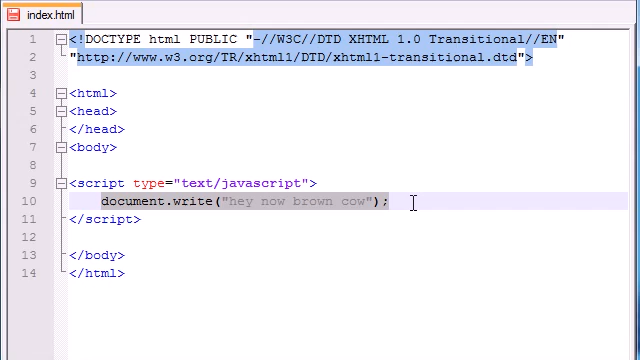 index.html
1 <!DOCTYPE html PUBLIC "-//W3C//DTD XHTML 1.0 Transitional//EN"
2 "http://www.w3.org/TR/xhtml1/DTD/xhtml1-transitional.dtd">
3
4 <html>
5 <head>
6 </head>
7 <body>
8
9 <script type="text/javascript">
10 document.write("hey now brown cow");
11 </script>
12
13 </body>
14 </html>